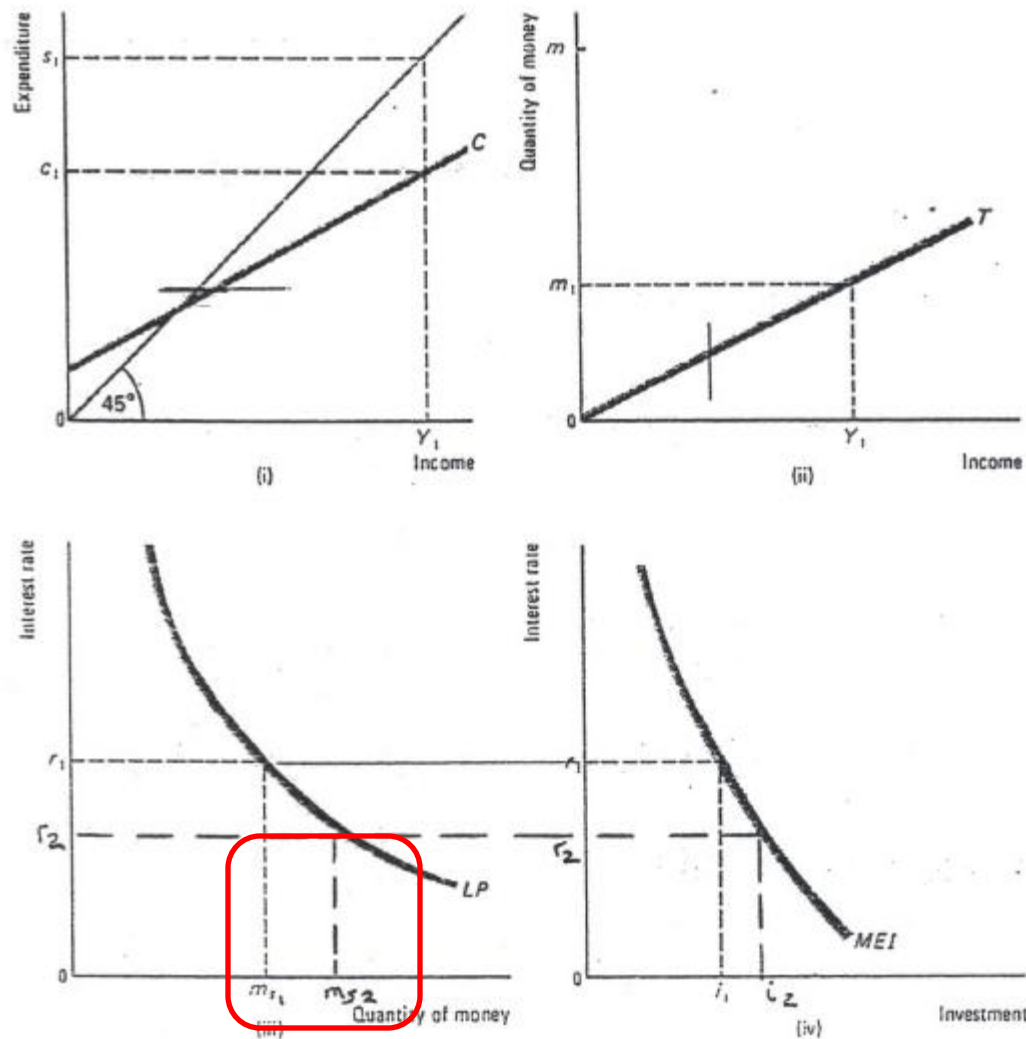 Expenditure
s₁
c₁
C
45°
0
Y₁
Income
(i)
Quantity of money
m
T
m₁
0
Y₁
Income
(ii)
Interest rate
r₁
r₂
LP
0
ms₁
ms2
Quantity of money
(iii)
Interest rate
r₁
r₂
MEI
0
i₁
i₂
Investment
(iv)